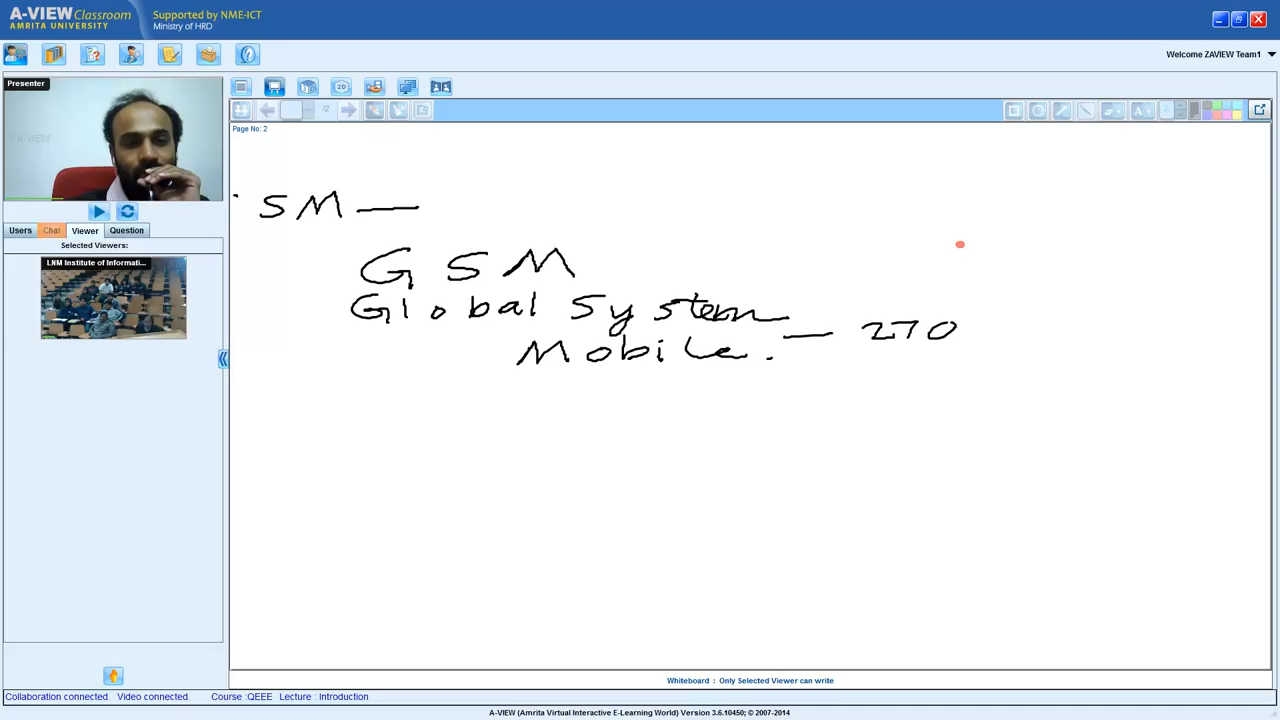 A-VIEW Classroom
AMRITA UNIVERSITY
Supported by NME-ICT
Ministry of HRD
Welcome ZAVIEW Team1
Presenter
A-VIEW
/2
2D
A
Page No: 2
SM —
G S M
Global System
Mobile. — 270
Users Chat Viewer Question
Selected Viewers:
LNM Institute of Informati...
Whiteboard : Only Selected Viewer can write
Collaboration connected. Video connected. Course :QEEE Lecture : Introduction
A-VIEW (Amrita Virtual Interactive E-Learning World) Version 3.6.10450; © 2007-2014